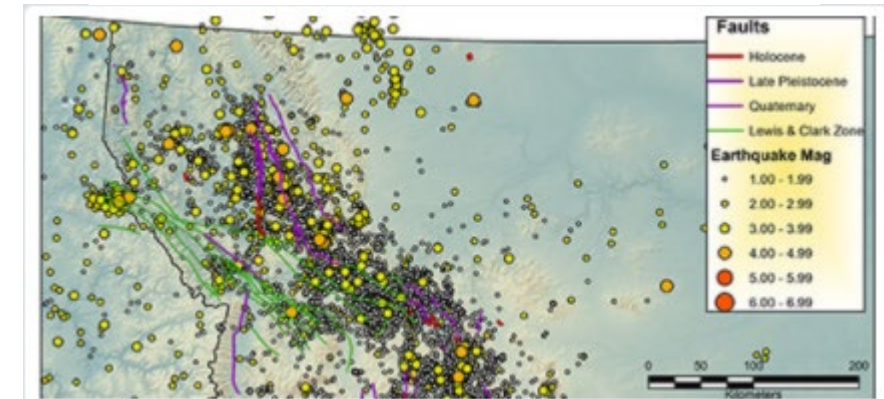 Faults
Holocene
Late Pleistocene
Quaternary
Lewis & Clark Zone
Earthquake Mag
1.00 - 1.99
2.00 - 2.99
3.00 - 3.99
4.00 - 4.99
5.00 - 5.99
6.00 - 6.99
0 50 100 200
Kilometers